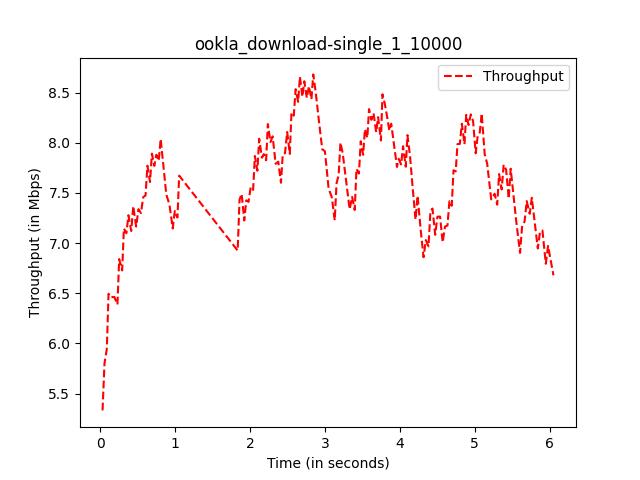 ookla_download-single_1_10000
Throughput
Throughput (in Mbps)
8.5
8.0
7.5
7.0
6.5
6.0
5.5
0 1 2 3 4 5 6
Time (in seconds)